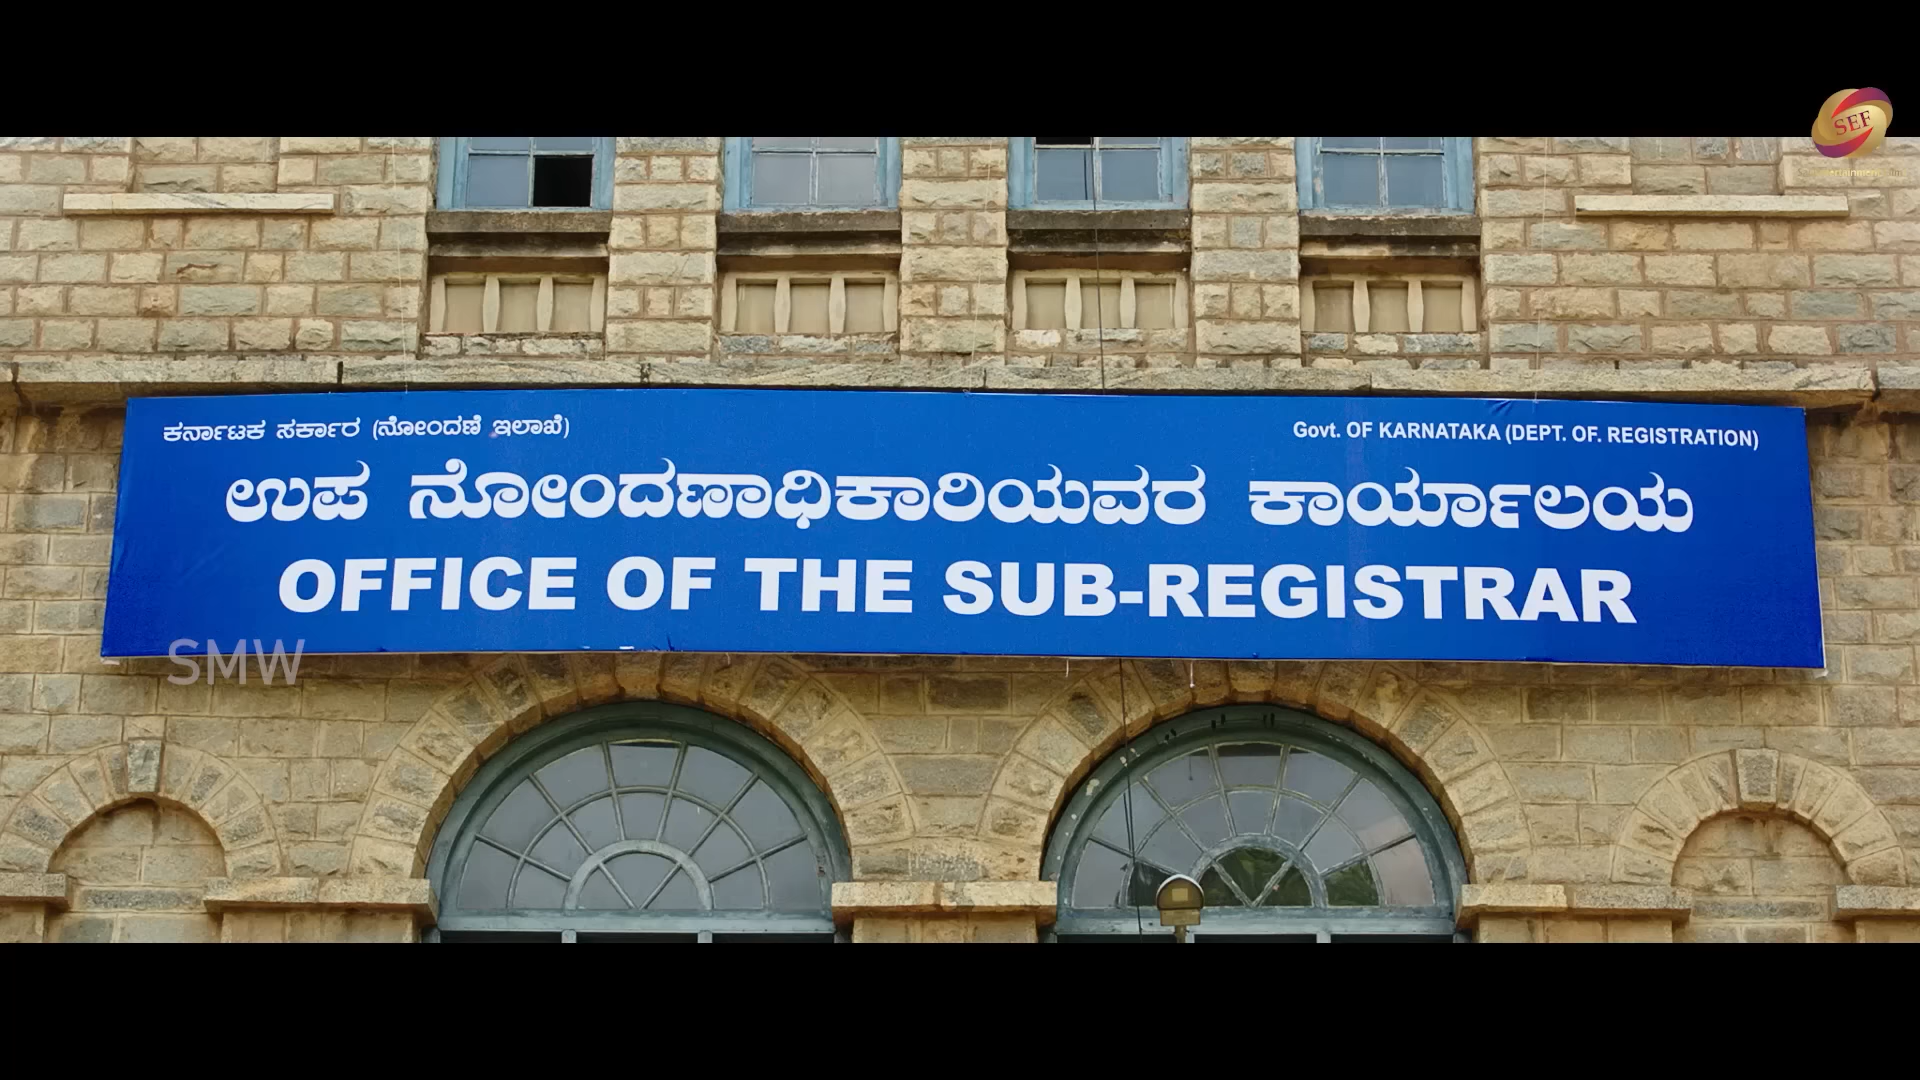 SEF
ಕರ್ನಾಟಕ ಸರ್ಕಾರ (ನೋಂದಣಿ ಇಲಾಖೆ)
Govt. OF KARNATAKA (DEPT. OF. REGISTRATION)
ಉಪ ನೋಂದಣಾಧಿಕಾರಿಯವರ ಕಾರ್ಯಾಲಯ
OFFICE OF THE SUB-REGISTRAR
SMW